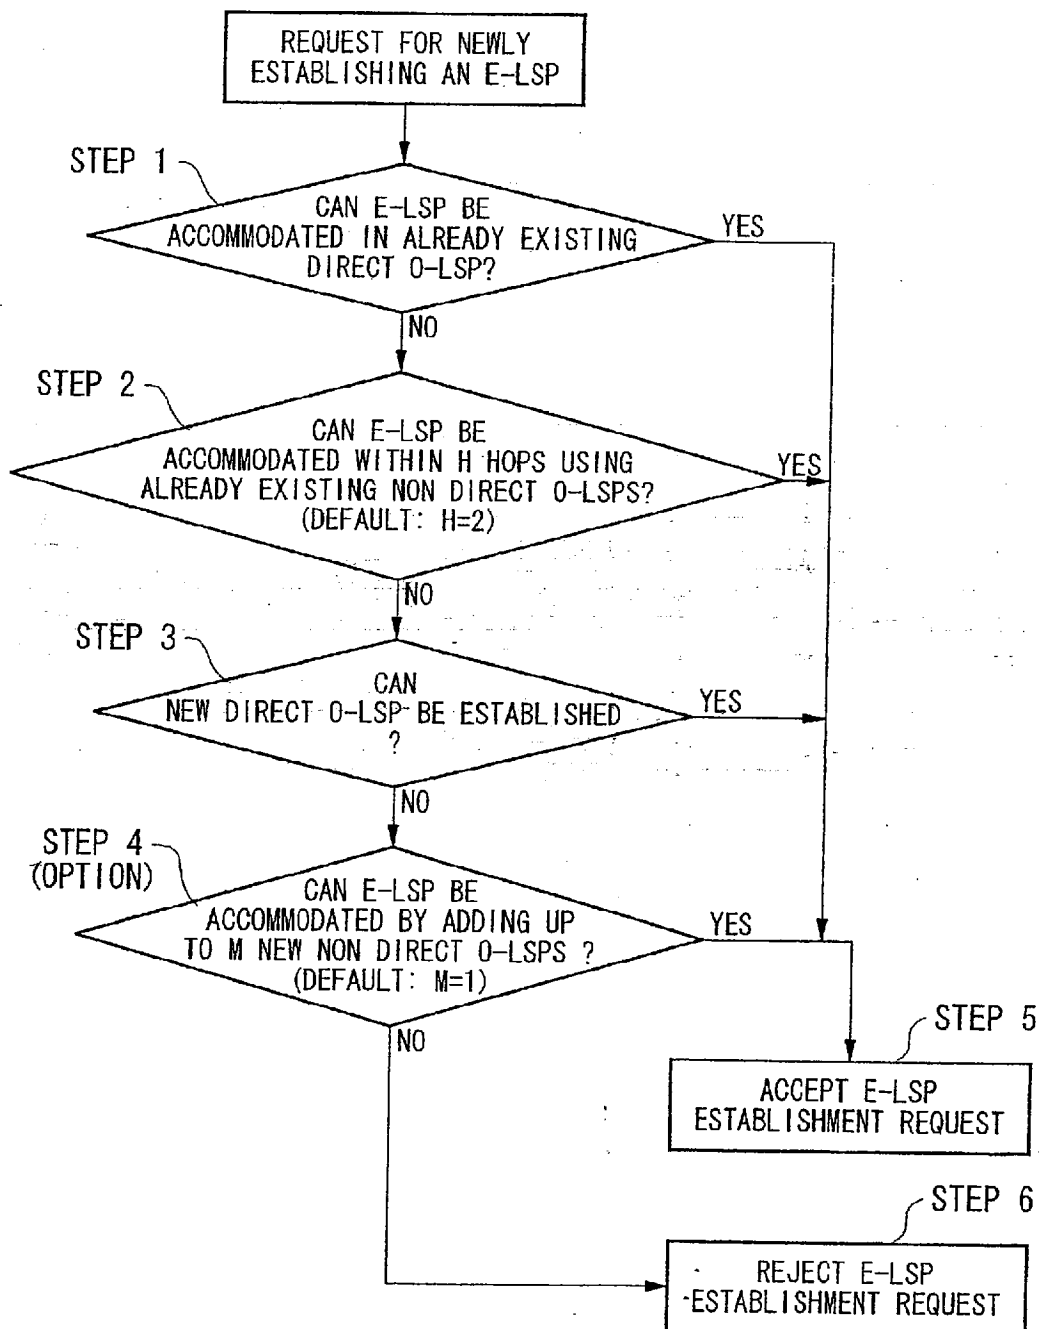 REQUEST FOR NEWLY
ESTABLISHING AN E-LSP
STEP 1
CAN E-LSP BE
ACCOMMODATED IN ALREADY EXISTING
DIRECT O-LSP?
YES
NO
STEP 2
CAN E-LSP BE
ACCOMMODATED WITHIN H HOPS USING
ALREADY EXISTING NON DIRECT O-LSPS?
(DEFAULT: H=2)
YES
NO
STEP 3
CAN
NEW DIRECT O-LSP BE ESTABLISHED
?
YES
NO
STEP 4
(OPTION)
CAN E-LSP BE
ACCOMMODATED BY ADDING UP
TO M NEW NON DIRECT O-LSPS ?
(DEFAULT: M=1)
YES
NO
STEP 5
ACCEPT E-LSP
ESTABLISHMENT REQUEST
STEP 6
REJECT E-LSP
ESTABLISHMENT REQUEST